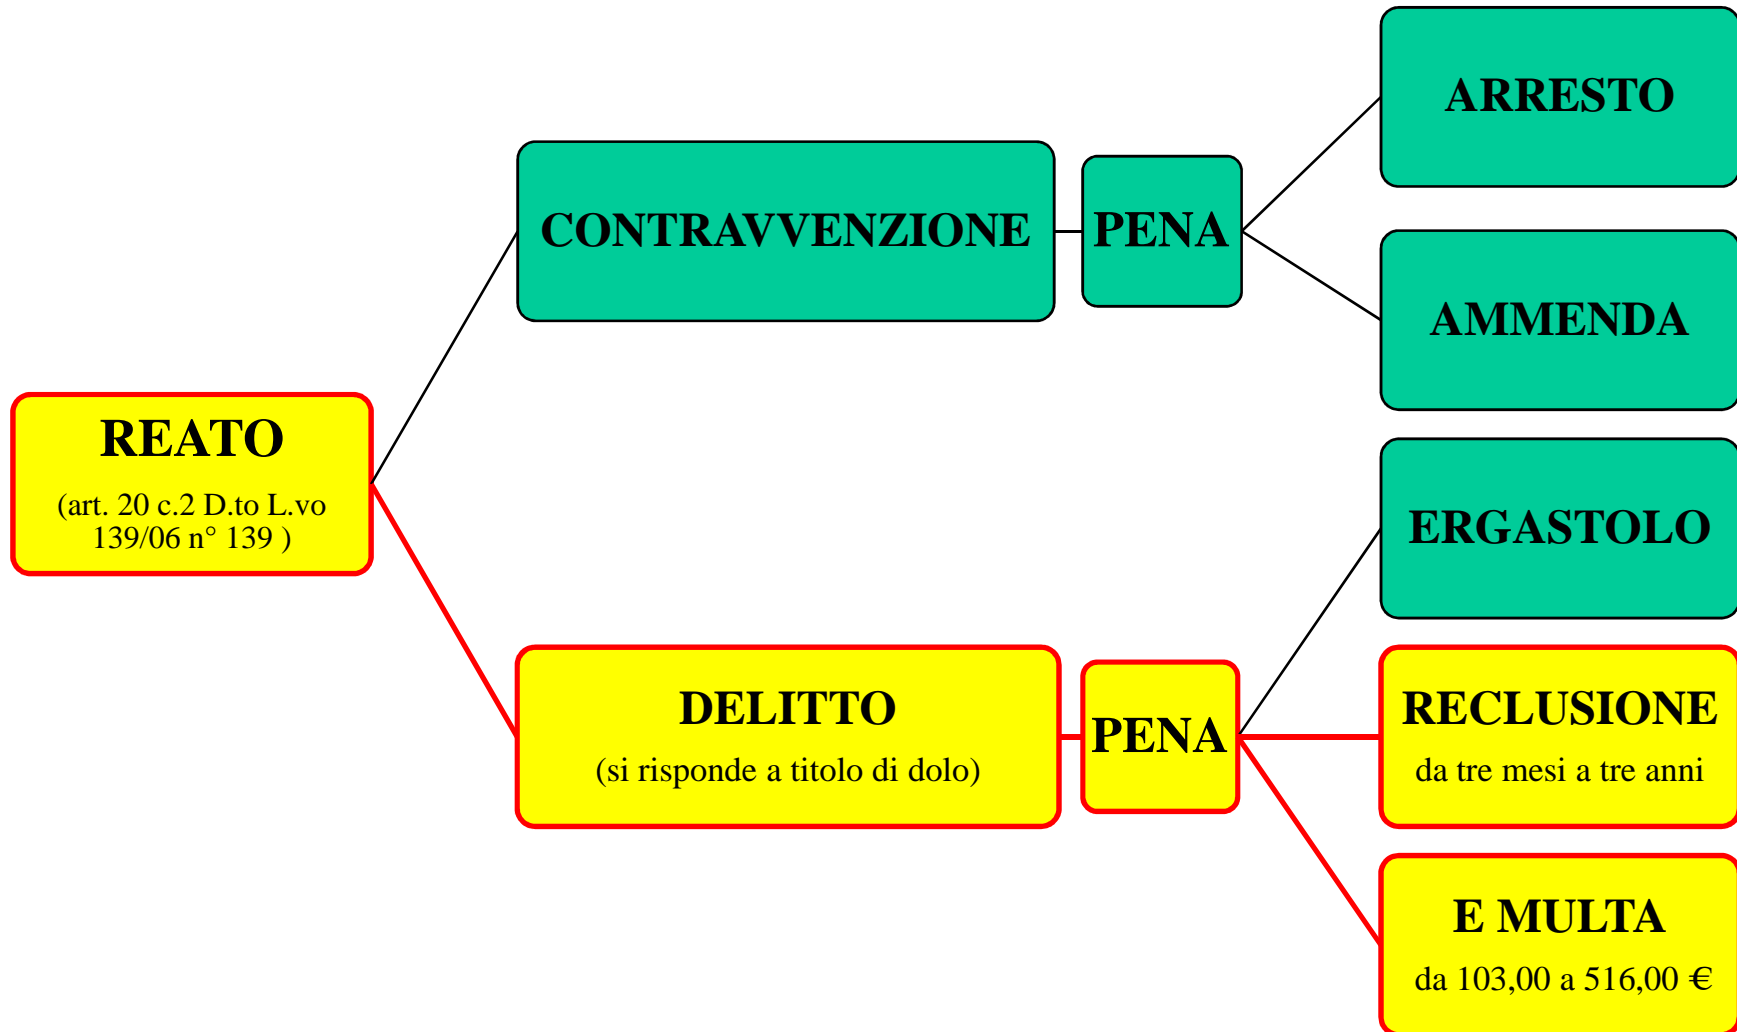 ARRESTO
CONTRAVVENZIONE
PENA
AMMENDA
REATO
(art. 20 c.2 D.to L.vo
139/06 n° 139 )
ERGASTOLO
DELITTO
(si risponde a titolo di dolo)
PENA
RECLUSIONE
da tre mesi a tre anni
E MULTA
da 103,00 a 516,00 €